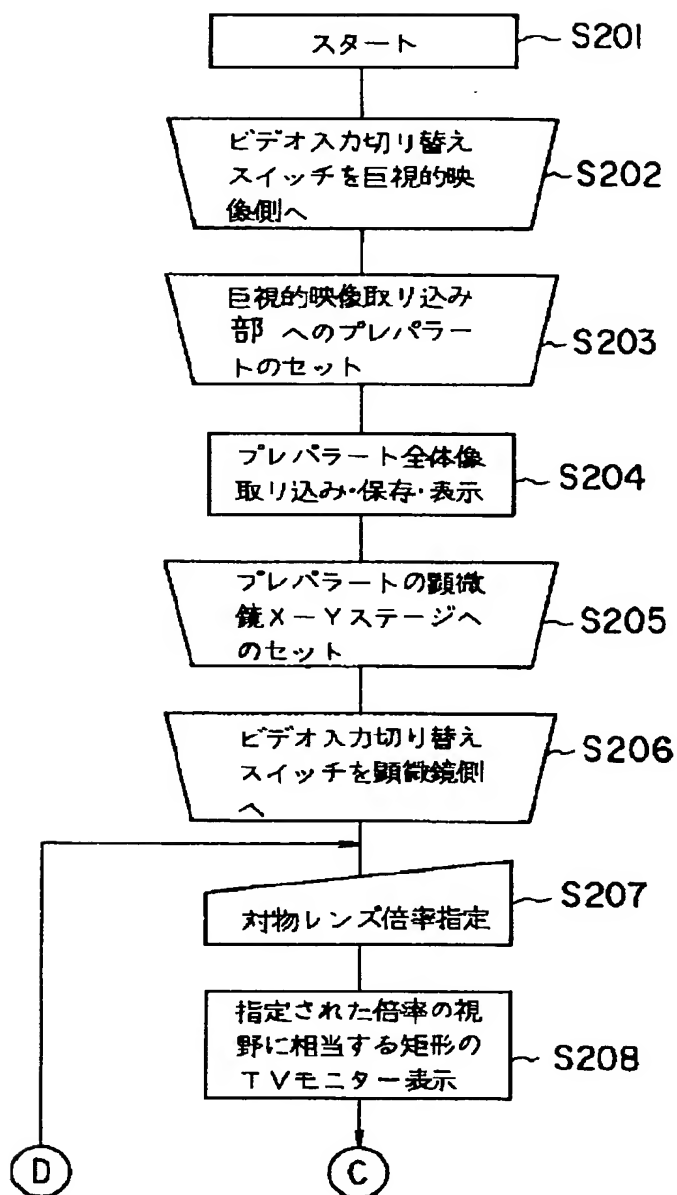 スタート
S201
ビデオ入力切り替え
スイッチを巨視的映
像側へ
S202
巨視的映像取り込み
部 へのプレパラー
トのセット
S203
プレパラート全体像
取り込み・保存・表示
S204
プレパラートの顕微
鏡X-Yステージへ
のセット
S205
ビデオ入力切り替え
スイッチを顕微鏡側
へ
S206
対物レンズ倍率指定
S207
指定された倍率の視
野に相当する矩形の
TVモニター表示
S208
D
C